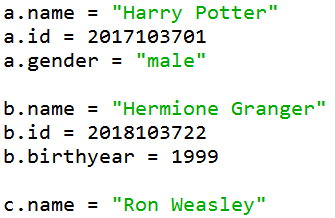 a.name = "Harry Potter"
a.id = 2017103701
a.gender = "male"
b.name = "Hermione Granger"
b.id = 2018103722
b.birthyear = 1999
c.name = "Ron Weasley"